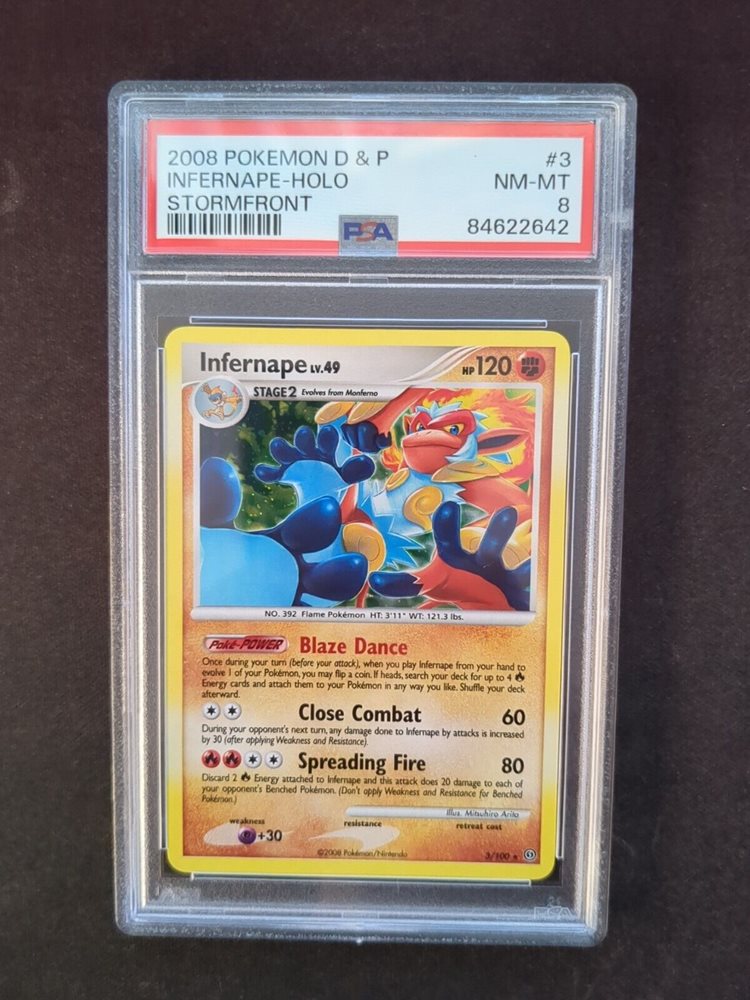 2008 POKEMON D & P #3
INFERNAPE-HOLO NM-MT
STORMFRONT 8
PSA 84622642
Infernape LV.49 HP 120
STAGE2 Evolves from Monferno
NO. 392 Flame Pokémon HT: 3'11" WT: 121.3 lbs.
Poké-POWER Blaze Dance
Once during your turn (before your attack), when you play Infernape from your hand to
evolve 1 of your Pokémon, you may flip a coin. If heads, search your deck for up to 4
Energy cards and attach them to your Pokémon in any way you like. Shuffle your deck
afterward.
Close Combat 60
During your opponent's next turn, any damage done to Infernape by attacks is increased
by 30 (after applying Weakness and Resistance).
Spreading Fire 80
Discard 2 Energy attached to Infernape and this attack does 20 damage to each of
your opponent's Benched Pokémon. (Don't apply Weakness and Resistance for Benched
Pokémon.)
Illus. Mitsuhiro Arita
weakness resistance retreat cost
+30
©2008 Pokémon/Nintendo 3/100 ★
PSA